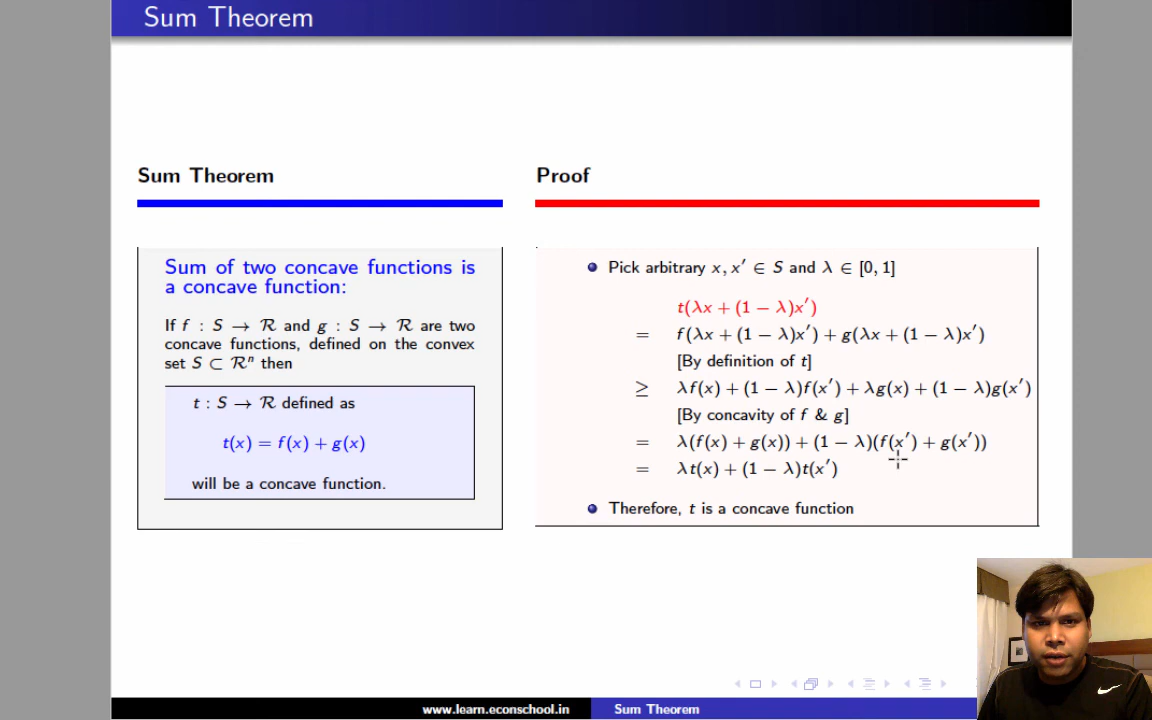 Sum Theorem
Sum Theorem
Sum of two concave functions is
a concave function:
If f : S → ℛ and g : S → ℛ are two
concave functions, defined on the convex
set S ⊂ ℛⁿ then
t : S → ℛ defined as
t(x) = f(x) + g(x)
will be a concave function.
Proof
Pick arbitrary x, x′ ∈ S and λ ∈ [0, 1]
t(λx + (1 − λ)x′)
= f(λx + (1 − λ)x′) + g(λx + (1 − λ)x′)
[By definition of t]
≥ λf(x) + (1 − λ)f(x′) + λg(x) + (1 − λ)g(x′)
[By concavity of f & g]
= λ(f(x) + g(x)) + (1 − λ)(f(x′) + g(x′))
= λt(x) + (1 − λ)t(x′)
Therefore, t is a concave function
www.learn.econschool.in
Sum Theorem